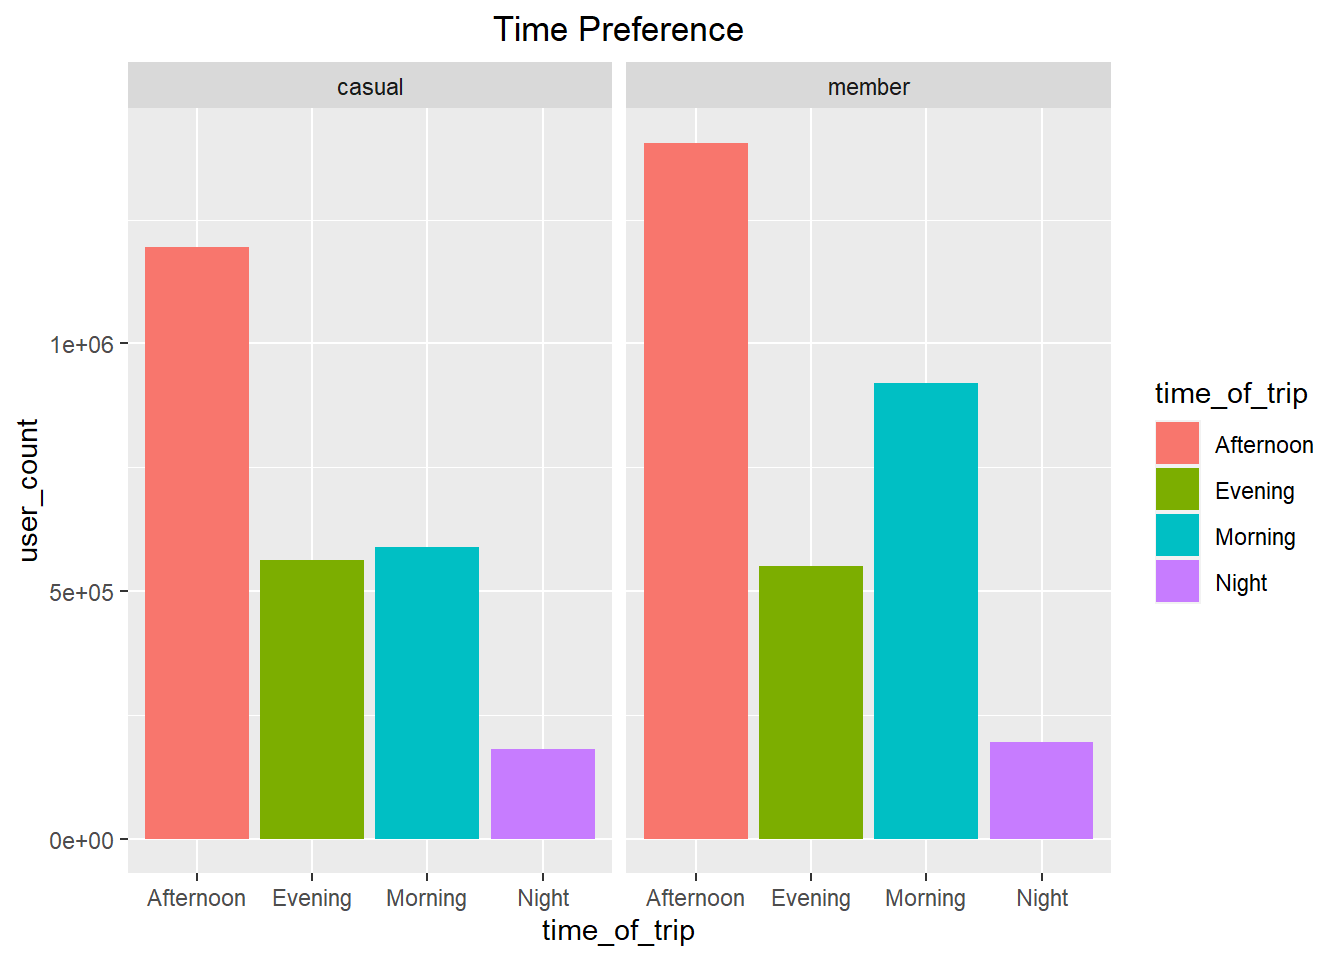 Time Preference
casual
member
user_count
1e+06
5e+05
0e+00
Afternoon Evening Morning Night
Afternoon Evening Morning Night
time_of_trip
time_of_trip
Afternoon
Evening
Morning
Night